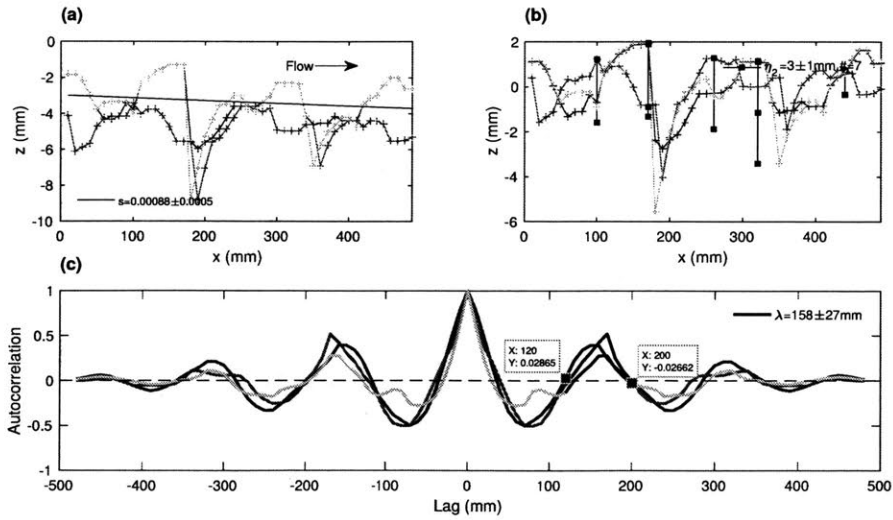 (a)
(b)
2
0
-2
-4
-6
-8
-10
z (mm)
Flow
s=0.00088±0.0005
0
100
200
300
400
x (mm)
2
0
-2
-4
-6
z (mm)
=3±1mm,
0
100
200
300
400
x (mm)
(c)
1
0.5
0
-0.5
-1
Autocorrelation
X: 120
Y: 0.02865
X: 200
Y: -0.02662
λ=158±27mm
-500
-400
-300
-200
-100
0
100
200
300
400
500
Lag (mm)